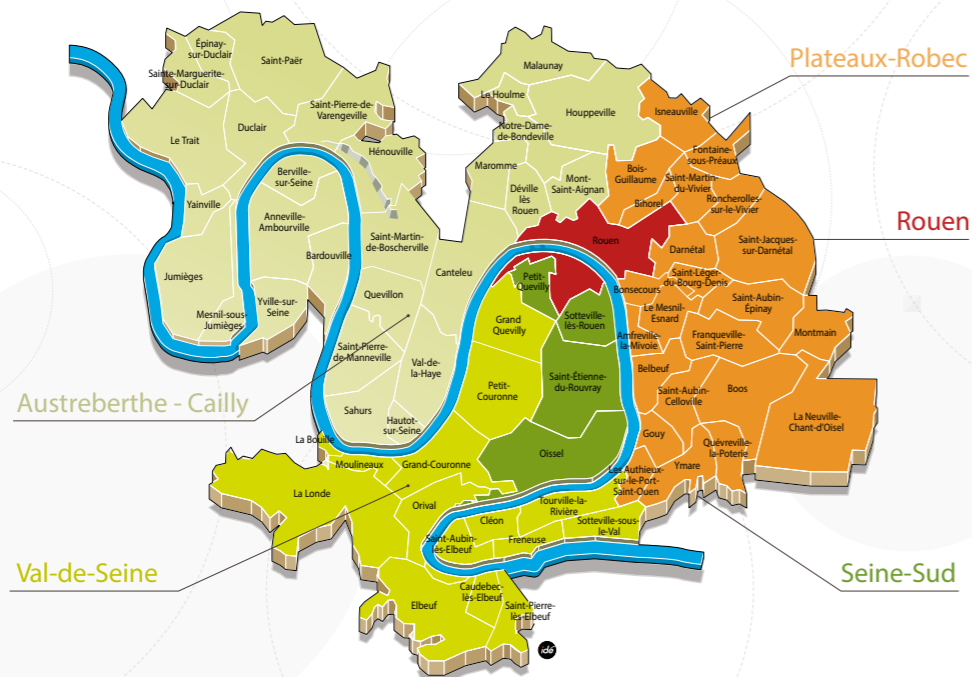 Épinay-
sur-Duclair
Saint-Paër
Sainte-Marguerite-
sur-Duclair
Saint-Pierre-de-
Varengeville
Le Trait
Duclair
Hénouville
Berville-
sur-Seine
Yainville
Anneville-
Ambourville
Saint-Martin-
de-Boscherville
Bardouville
Jumièges
Quevillon
Canteleu
Mesnil-sous-
Jumièges
Yville-sur-
Seine
Saint-Pierre-
de-Manneville
Val-de-
la-Haye
Sahurs
Hautot-
sur-Seine
Austreberthe - Cailly
Malaunay
Le Houlme
Houppeville
Notre-Dame-
de-Bondeville
Maromme
Déville
lès
Rouen
Mont-
Saint-Aignan
Plateaux-Robec
Isneauville
Fontaine-
sous-Préaux
Bois-
Guillaume
Saint-Martin-
du-Vivier
Bihorel
Roncherolles-
sur-le-Vivier
Rouen
Rouen
Darnétal
Saint-Jacques-
sur-Darnétal
Petit-
Quevilly
Bonsecours
Saint-Léger-
du-Bourg-Denis
Saint-Aubin-
Épinay
Grand
Quevilly
Sotteville-
lès-Rouen
Le Mesnil-
Esnard
Amfreville-
la-Mivoie
Franqueville-
Saint-Pierre
Montmain
Petit-
Couronne
Saint-Étienne-
du-Rouvray
Belbeuf
Saint-Aubin-
Celloville
Boos
La Neuville-
Chant-d'Oisel
Gouy
Quévreville-
la-Poterie
Oissel
Ymare
Les Authieux-
sur-le-Port-
Saint-Ouen
La Bouille
Moulineaux
Grand-Couronne
La Londe
Orival
Tourville-la-
Rivière
Cléon
Sotteville-sous-
le-Val
Saint-Aubin-
lès-Elbeuf
Freneuse
Val-de-Seine
Seine-Sud
Elbeuf
Caudebec-
lès-Elbeuf
Saint-Pierre-
lès-Elbeuf
idé